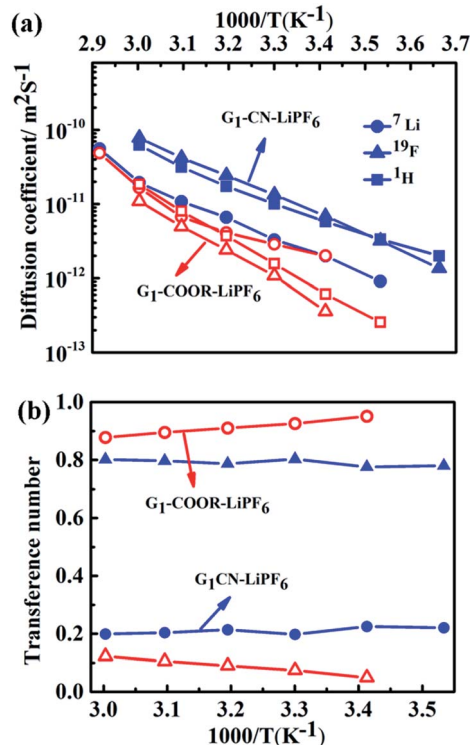 1000/T(K-1)
(a)
2.9 3.0 3.1 3.2 3.3 3.4 3.5 3.6 3.7
Diffusion coefficient/ m2S-1
10-10
10-11
10-12
10-13
G1-CN-LiPF6
7 Li
19F
1H
G1-COOR-LiPF6
(b)
Transference number
1.0
0.8
0.6
0.4
0.2
0.0
G1-COOR-LiPF6
G1CN-LiPF6
3.0 3.1 3.2 3.3 3.4 3.5
1000/T(K-1)